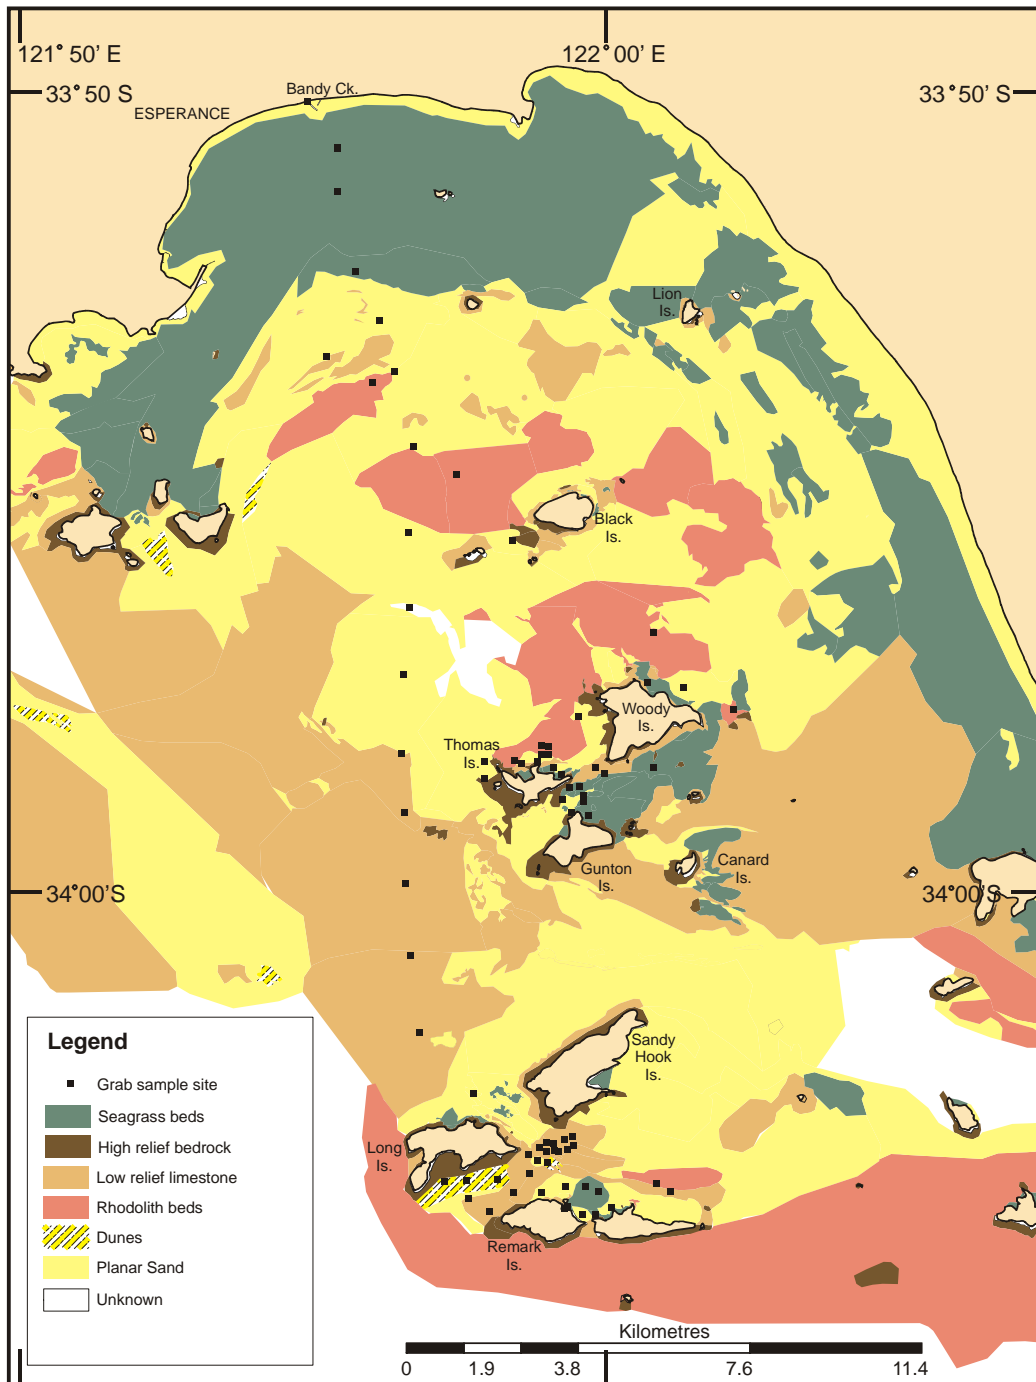 121° 50' E
122° 00' E
33° 50 S
33° 50' S
Bandy Ck.
ESPERANCE
Lion
Is.
Black
Is.
Woody
Is.
Thomas
Is.
Gunton
Is.
Canard
Is.
34° 00'S
34° 00'S
Sandy
Hook
Is.
Long
Is.
Remark
Is.
Legend
Grab sample site
Seagrass beds
High relief bedrock
Low relief limestone
Rhodolith beds
Dunes
Planar Sand
Unknown
Kilometres
0 1.9 3.8 7.6 11.4